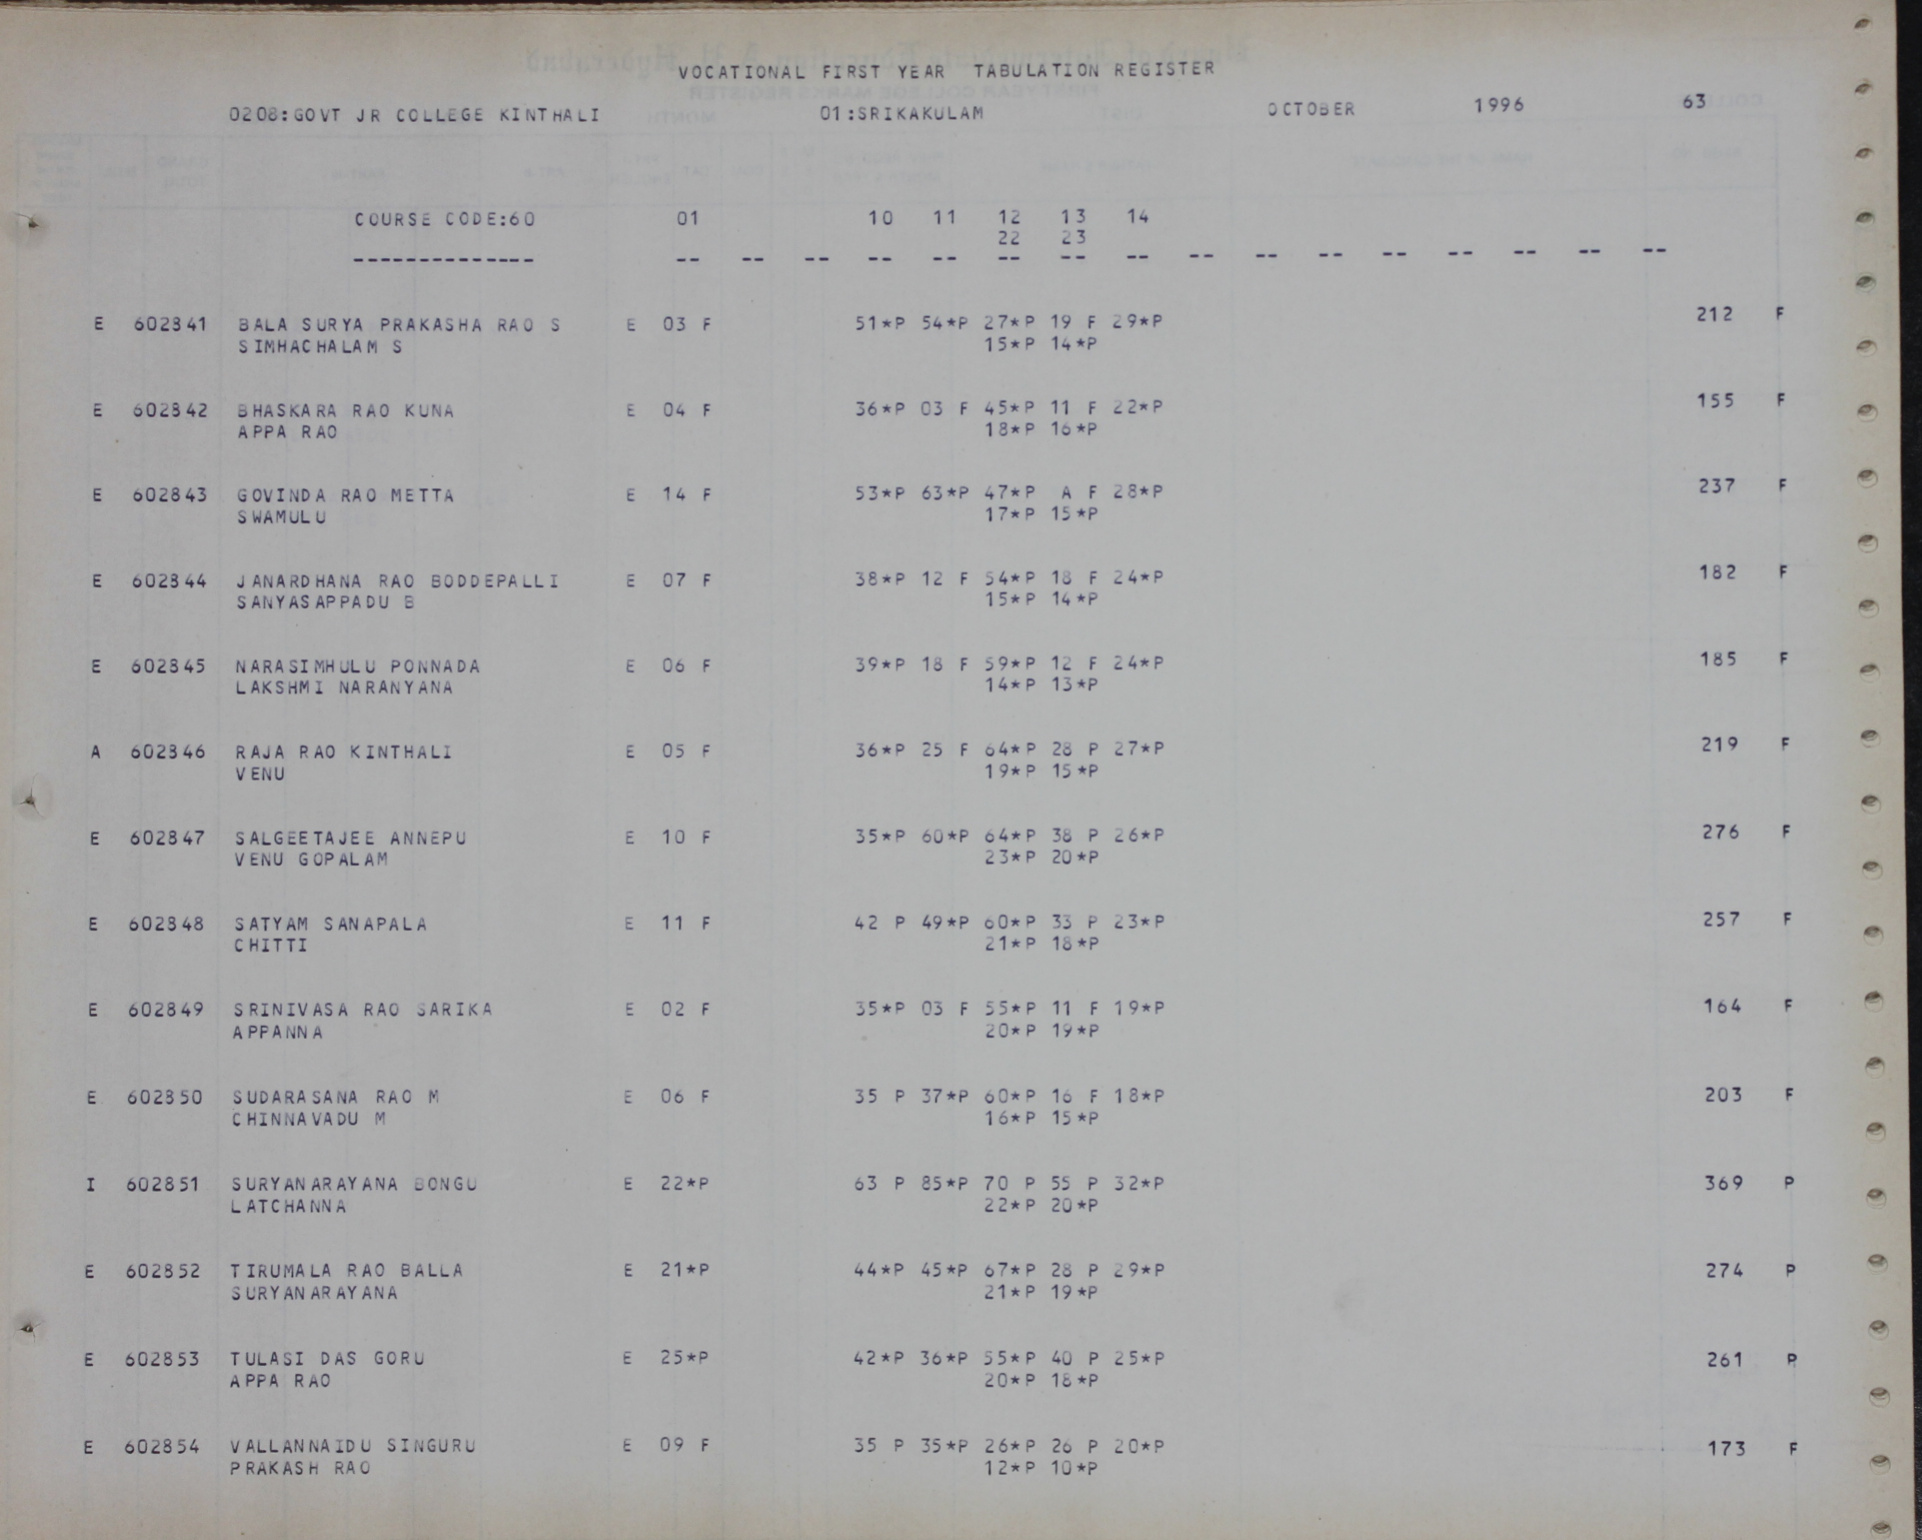 VOCATIONAL FIRST YEAR TABULATION REGISTER
0208:GOVT JR COLLEGE KINTHALI 01:SRIKAKULAM OCTOBER 1996 63
COURSE CODE:60 01 10 11 12 13 14
22 23
-------------- -- -- -- -- -- -- -- -- -- -- -- -- -- -- -- --
E 602841 BALA SURYA PRAKASHA RAO S E 03 F 51*P 54*P 27*P 19 F 29*P 212 F
SIMHACHALAM S 15*P 14*P
E 602842 BHASKARA RAO KUNA E 04 F 36*P 03 F 45*P 11 F 22*P 155 F
APPA RAO 18*P 16*P
E 602843 GOVINDA RAO METTA E 14 F 53*P 63*P 47*P A F 28*P 237 F
SWAMULU 17*P 15*P
E 602844 JANARDHANA RAO BODDEPALLI E 07 F 38*P 12 F 54*P 18 F 24*P 182 F
SANYASAPPADU B 15*P 14*P
E 602845 NARASIMHULU PONNADA E 06 F 39*P 18 F 59*P 12 F 24*P 185 F
LAKSHMI NARANYANA 14*P 13*P
A 602846 RAJA RAO KINTHALI E 05 F 36*P 25 F 64*P 28 P 27*P 219 F
VENU 19*P 15*P
E 602847 SALGEETAJEE ANNEPU E 10 F 35*P 60*P 64*P 38 P 26*P 276 F
VENU GOPALAM 23*P 20*P
E 602848 SATYAM SANAPALA E 11 F 42 P 49*P 60*P 33 P 23*P 257 F
CHITTI 21*P 18*P
E 602849 SRINIVASA RAO SARIKA E 02 F 35*P 03 F 55*P 11 F 19*P 164 F
APPANNA 20*P 19*P
E 602850 SUDARASANA RAO M E 06 F 35 P 37*P 60*P 16 F 18*P 203 F
CHINNAVADU M 16*P 15*P
I 602851 SURYANARAYANA BONGU E 22*P 63 P 85*P 70 P 55 P 32*P 369 P
LATCHANNA 22*P 20*P
E 602852 TIRUMALA RAO BALLA E 21*P 44*P 45*P 67*P 28 P 29*P 274 P
SURYANARAYANA 21*P 19*P
E 602853 TULASI DAS GORU E 25*P 42*P 36*P 55*P 40 P 25*P 261 P
APPA RAO 20*P 18*P
E 602854 VALLANNAIDU SINGURU E 09 F 35 P 35*P 26*P 26 P 20*P 173 F
PRAKASH RAO 12*P 10*P